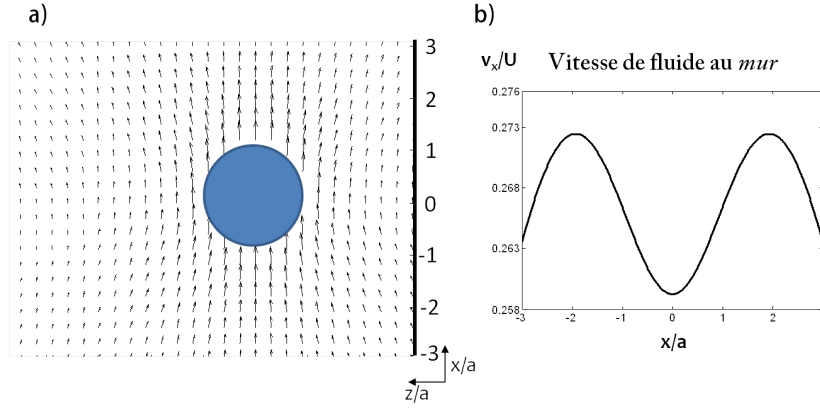 a)
3
2
1
0
-1
-2
-3
x/a
z/a
b)
vₓ/U Vitesse de fluide au mur
0.276
0.273
0.268
0.263
0.258
-3 -2 -1 0 1 2
x/a